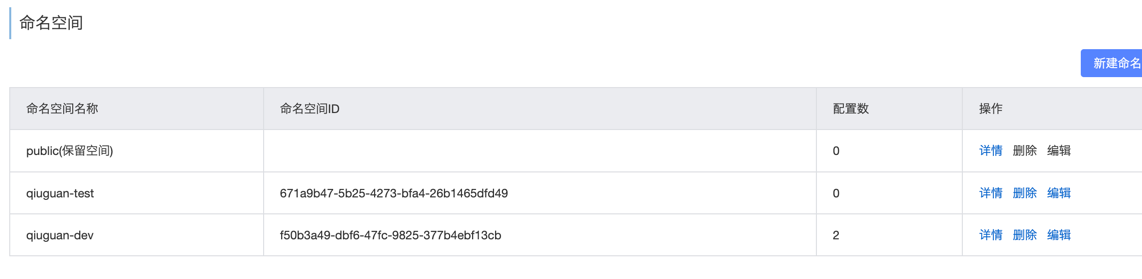 命名空间
新建命名
命名空间名称 命名空间ID 配置数 操作
public(保留空间) 0 详情 删除 编辑
qiuguan-test 671a9b47-5b25-4273-bfa4-26b1465dfd49 0 详情 删除 编辑
qiuguan-dev f50b3a49-dbf6-47fc-9825-377b4ebf13cb 2 详情 删除 编辑